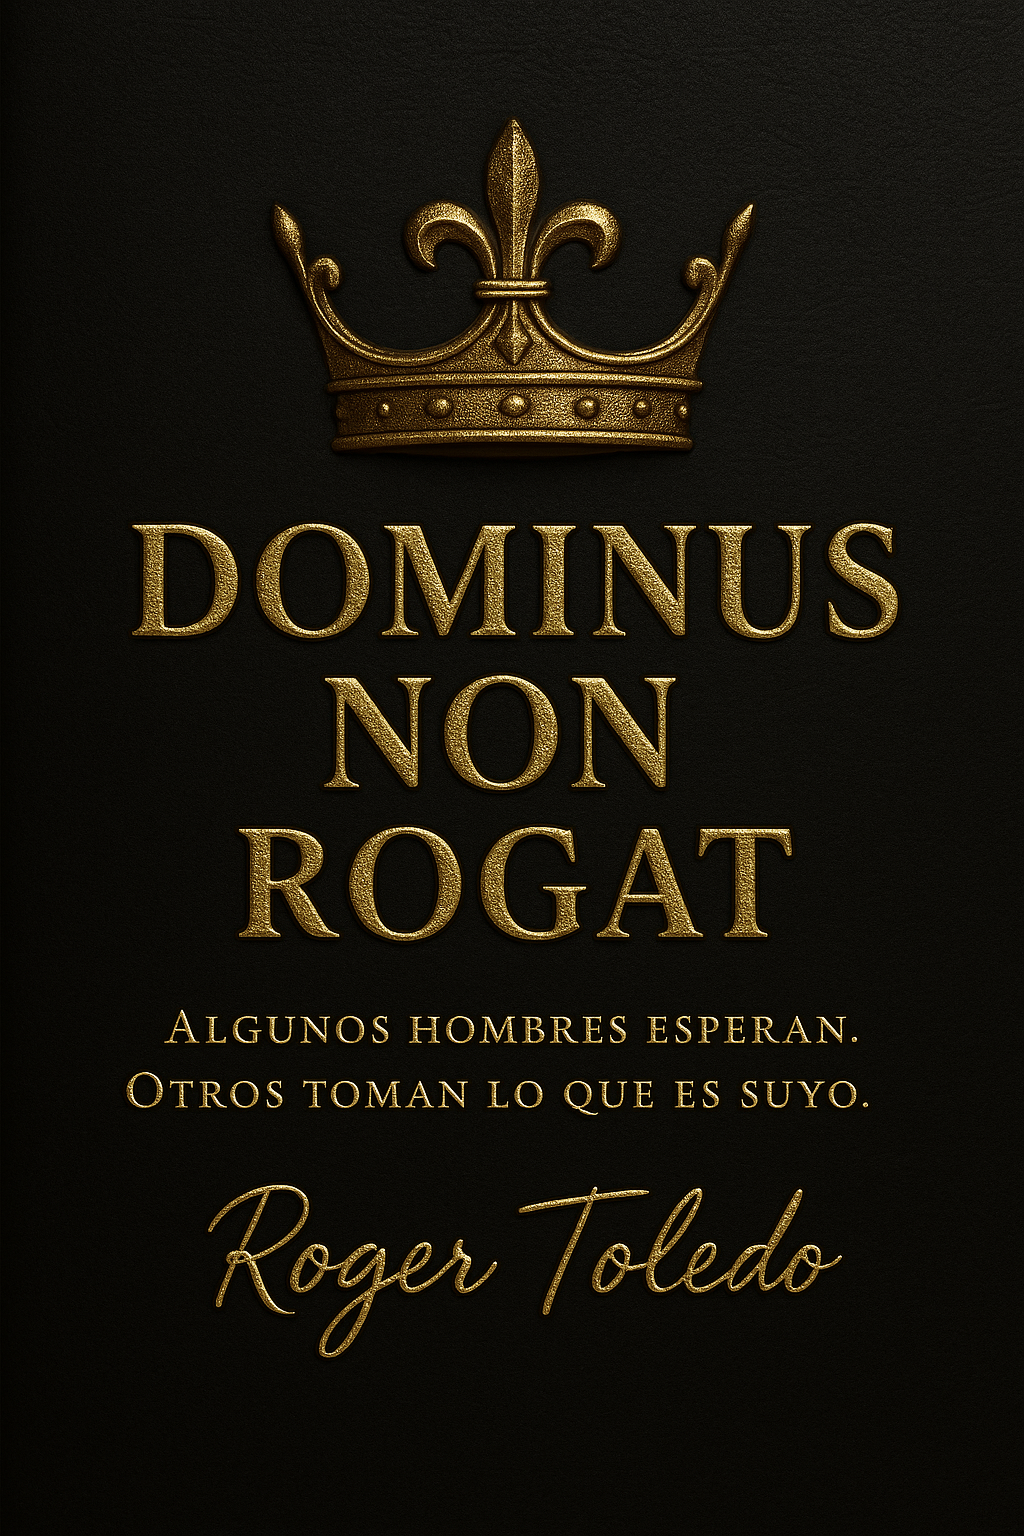 DOMINUS
NON
ROGAT
Algunos hombres esperan.
Otros toman lo que es suyo.
Roger Toledo